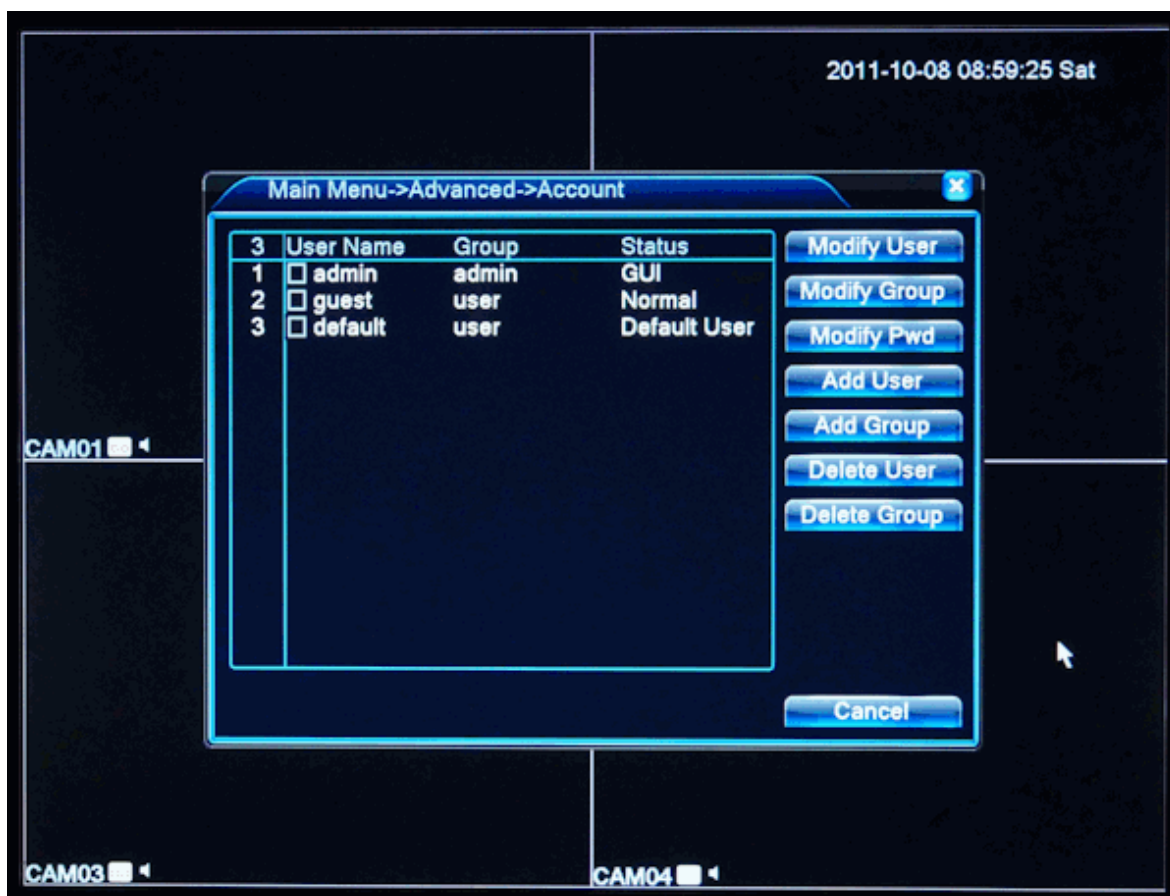 2011-10-08 08:59:25 Sat
Main Menu->Advanced->Account
3 User Name Group Status
1 admin admin GUI
2 guest user Normal
3 default user Default User
Modify User
Modify Group
Modify Pwd
Add User
Add Group
Delete User
Delete Group
Cancel
CAM01
CAM03
CAM04